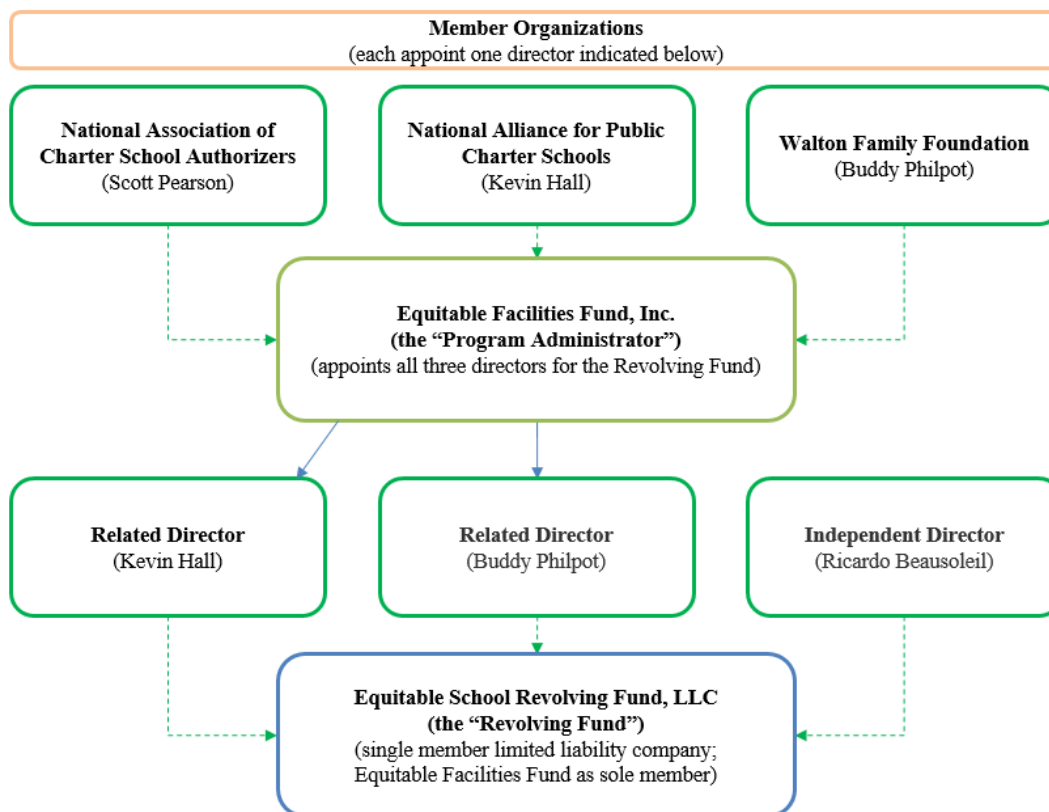 Member Organizations
(each appoint one director indicated below)
National Association of
Charter School Authorizers
(Scott Pearson)
National Alliance for Public
Charter Schools
(Kevin Hall)
Walton Family Foundation
(Buddy Philpot)
Equitable Facilities Fund, Inc.
(the “Program Administrator”)
(appoints all three directors for the Revolving Fund)
Related Director
(Kevin Hall)
Related Director
(Buddy Philpot)
Independent Director
(Ricardo Beausoleil)
Equitable School Revolving Fund, LLC
(the “Revolving Fund”)
(single member limited liability company;
Equitable Facilities Fund as sole member)